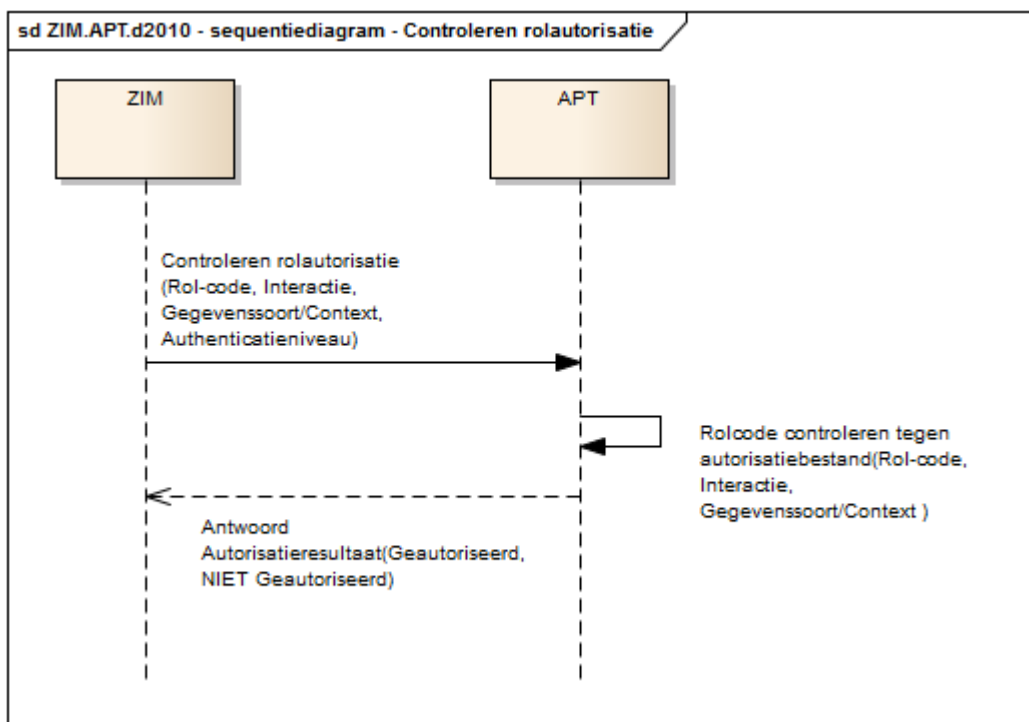 sd ZIM.APT.d2010 - sequentiediagram - Controleren rolautorisatie
ZIM
APT
Controleren rolautorisatie
(Rol-code, Interactie,
Gegevenssoort/Context,
Authenticatieniveau)
Rolcode controleren tegen
autorisatiebestand(Rol-code,
Interactie,
Gegevenssoort/Context )
Antwoord
Autorisatieresultaat(Geautoriseerd,
NIET Geautoriseerd)